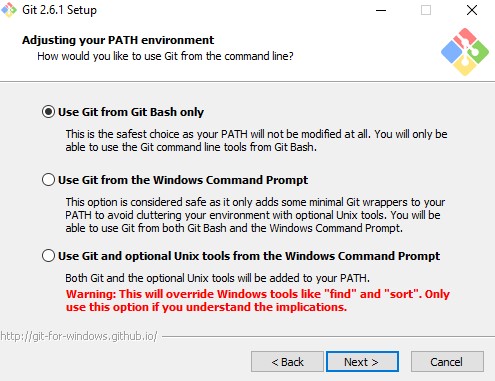 Git 2.6.1 Setup
Adjusting your PATH environment
How would you like to use Git from the command line?
Use Git from Git Bash only
This is the safest choice as your PATH will not be modified at all. You will only be
able to use the Git command line tools from Git Bash.
Use Git from the Windows Command Prompt
This option is considered safe as it only adds some minimal Git wrappers to your
PATH to avoid cluttering your environment with optional Unix tools. You will be
able to use Git from both Git Bash and the Windows Command Prompt.
Use Git and optional Unix tools from the Windows Command Prompt
Both Git and the optional Unix tools will be added to your PATH.
Warning: This will override Windows tools like "find" and "sort". Only
use this option if you understand the implications.
http://git-for-windows.github.io/
< Back Next > Cancel